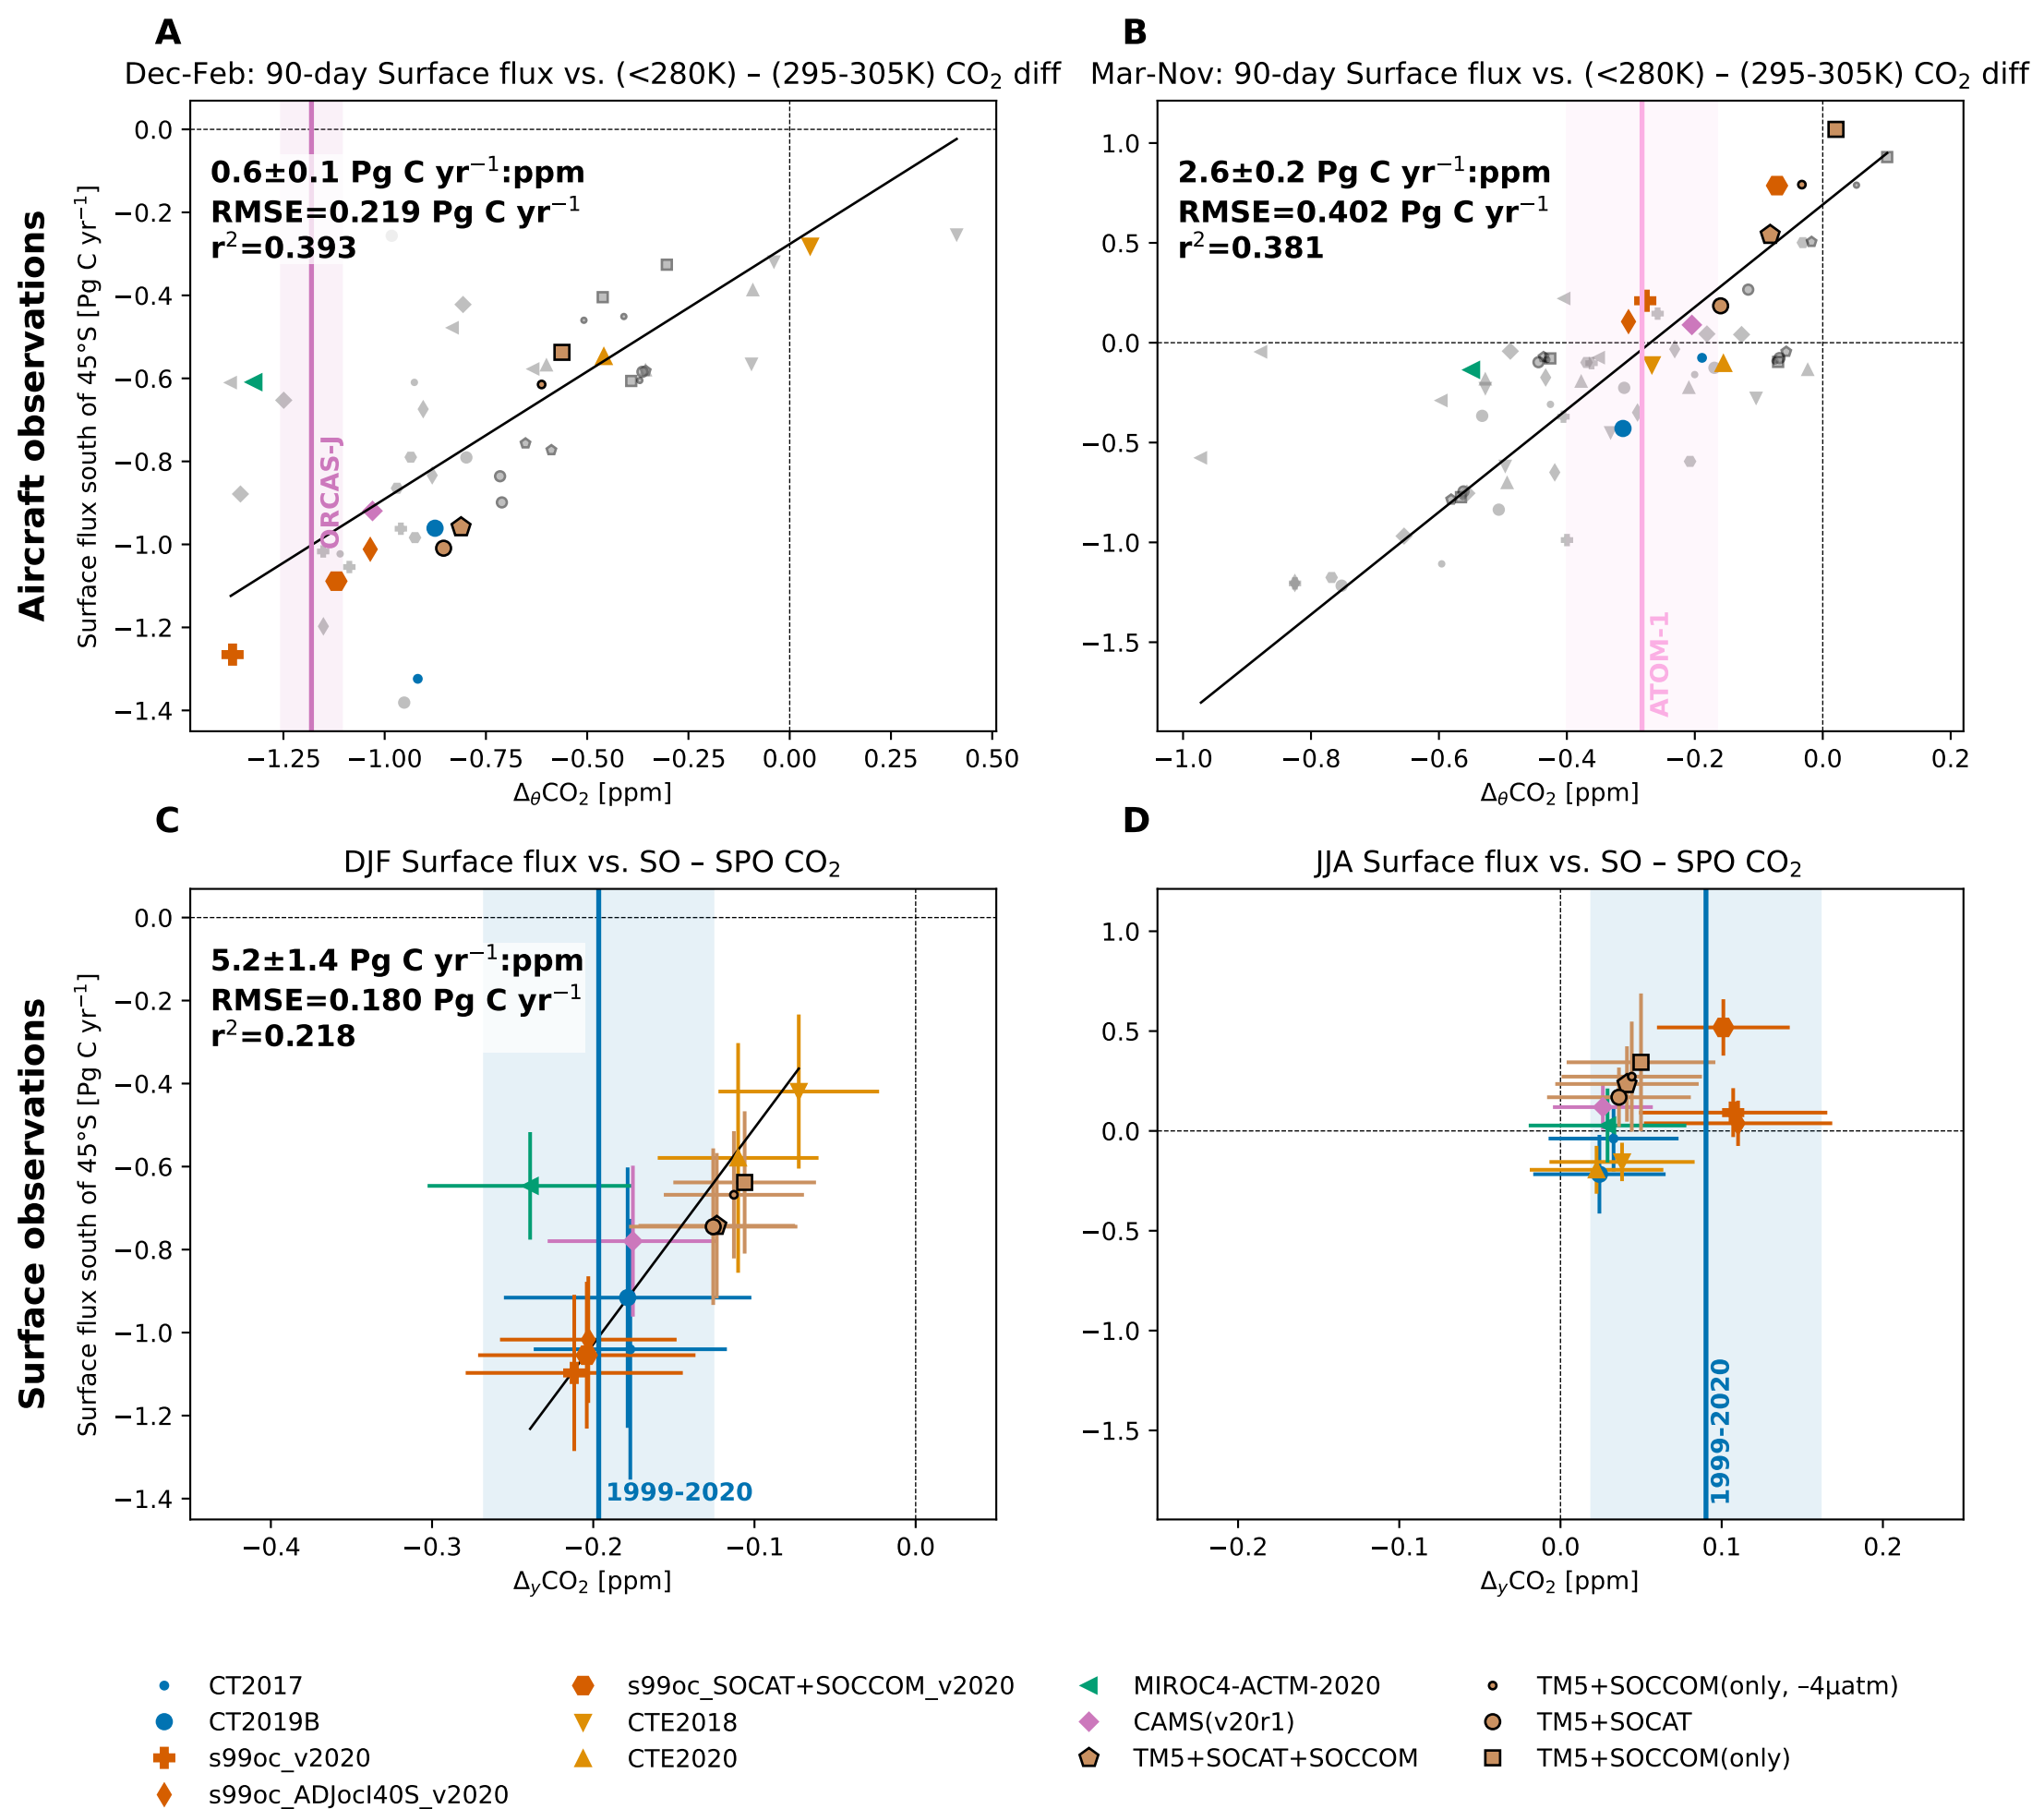 A
Dec-Feb: 90-day Surface flux vs. (<280K) – (295-305K) CO₂ diff
0.6±0.1 Pg C yr⁻¹:ppm
RMSE=0.219 Pg C yr⁻¹
r²=0.393
ORCAS-J
0.0
−0.2
−0.4
−0.6
−0.8
−1.0
−1.2
−1.4
Surface flux south of 45°S [Pg C yr⁻¹]
Aircraft observations
−1.25 −1.00 −0.75 −0.50 −0.25 0.00 0.25 0.50
Δ_θCO₂ [ppm]
B
Mar-Nov: 90-day Surface flux vs. (<280K) – (295-305K) CO₂ diff
2.6±0.2 Pg C yr⁻¹:ppm
RMSE=0.402 Pg C yr⁻¹
r²=0.381
ATOM-1
1.0
0.5
0.0
−0.5
−1.0
−1.5
−1.0 −0.8 −0.6 −0.4 −0.2 0.0 0.2
Δ_θCO₂ [ppm]
C
DJF Surface flux vs. SO – SPO CO₂
5.2±1.4 Pg C yr⁻¹:ppm
RMSE=0.180 Pg C yr⁻¹
r²=0.218
1999-2020
0.0
−0.2
−0.4
−0.6
−0.8
−1.0
−1.2
−1.4
Surface flux south of 45°S [Pg C yr⁻¹]
Surface observations
−0.4 −0.3 −0.2 −0.1 0.0
Δ_yCO₂ [ppm]
D
JJA Surface flux vs. SO – SPO CO₂
1999-2020
1.0
0.5
0.0
−0.5
−1.0
−1.5
−0.2 −0.1 0.0 0.1 0.2
Δ_yCO₂ [ppm]
CT2017
CT2019B
s99oc_v2020
s99oc_ADJocI40S_v2020
s99oc_SOCAT+SOCCOM_v2020
CTE2018
CTE2020
MIROC4-ACTM-2020
CAMS(v20r1)
TM5+SOCAT+SOCCOM
TM5+SOCCOM(only, –4μatm)
TM5+SOCAT
TM5+SOCCOM(only)